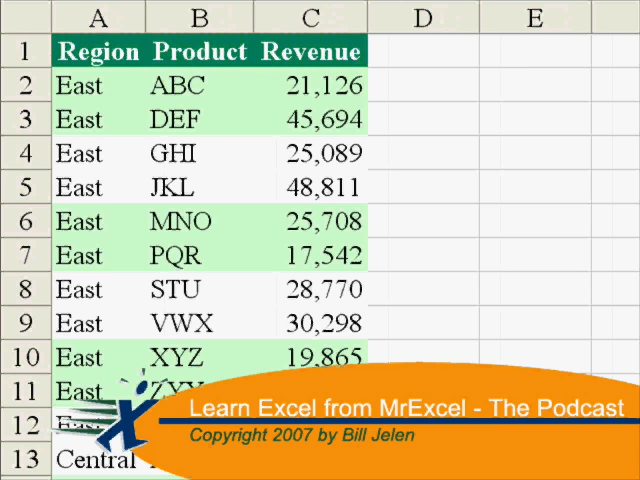 A B C D E
1 Region Product Revenue
2 East ABC 21,126
3 East DEF 45,694
4 East GHI 25,089
5 East JKL 48,811
6 East MNO 25,708
7 East PQR 17,542
8 East STU 28,770
9 East VWX 30,298
10 East XYZ 19,865
11 East
12 East
13 Central
Learn Excel from MrExcel - The Podcast
Copyright 2007 by Bill Jelen